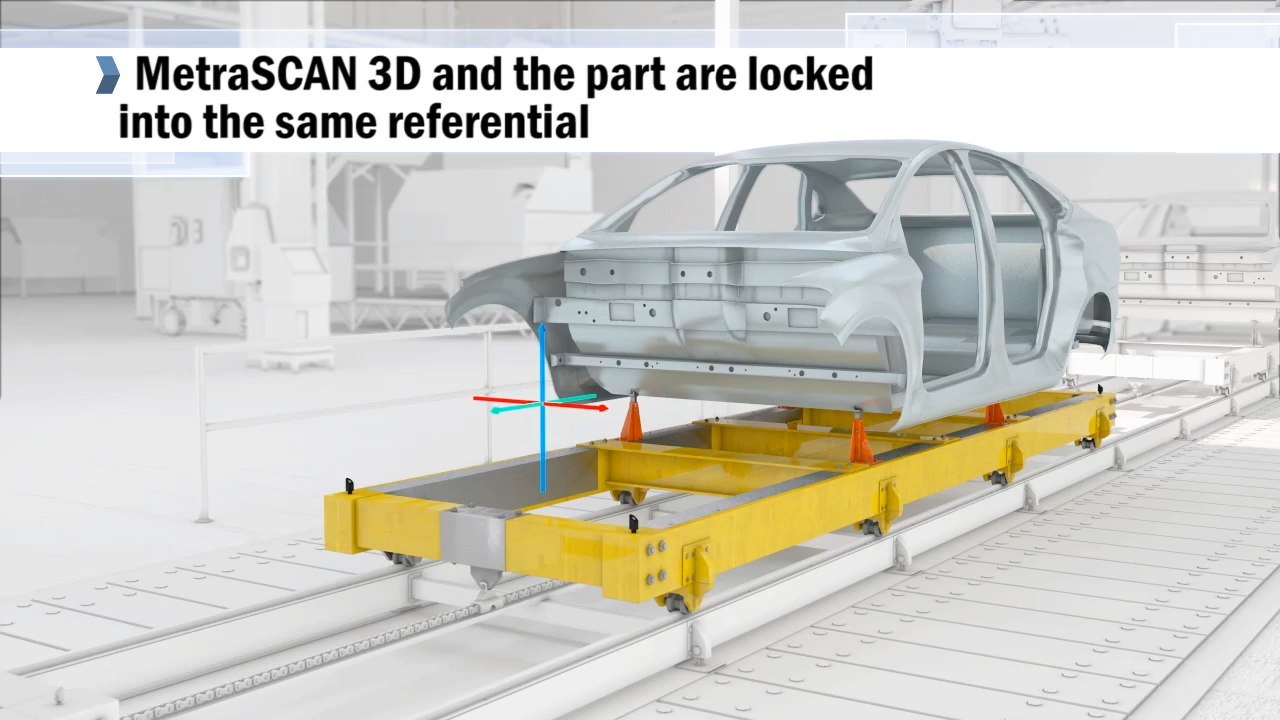 MetraSCAN 3D and the part are locked
into the same referential